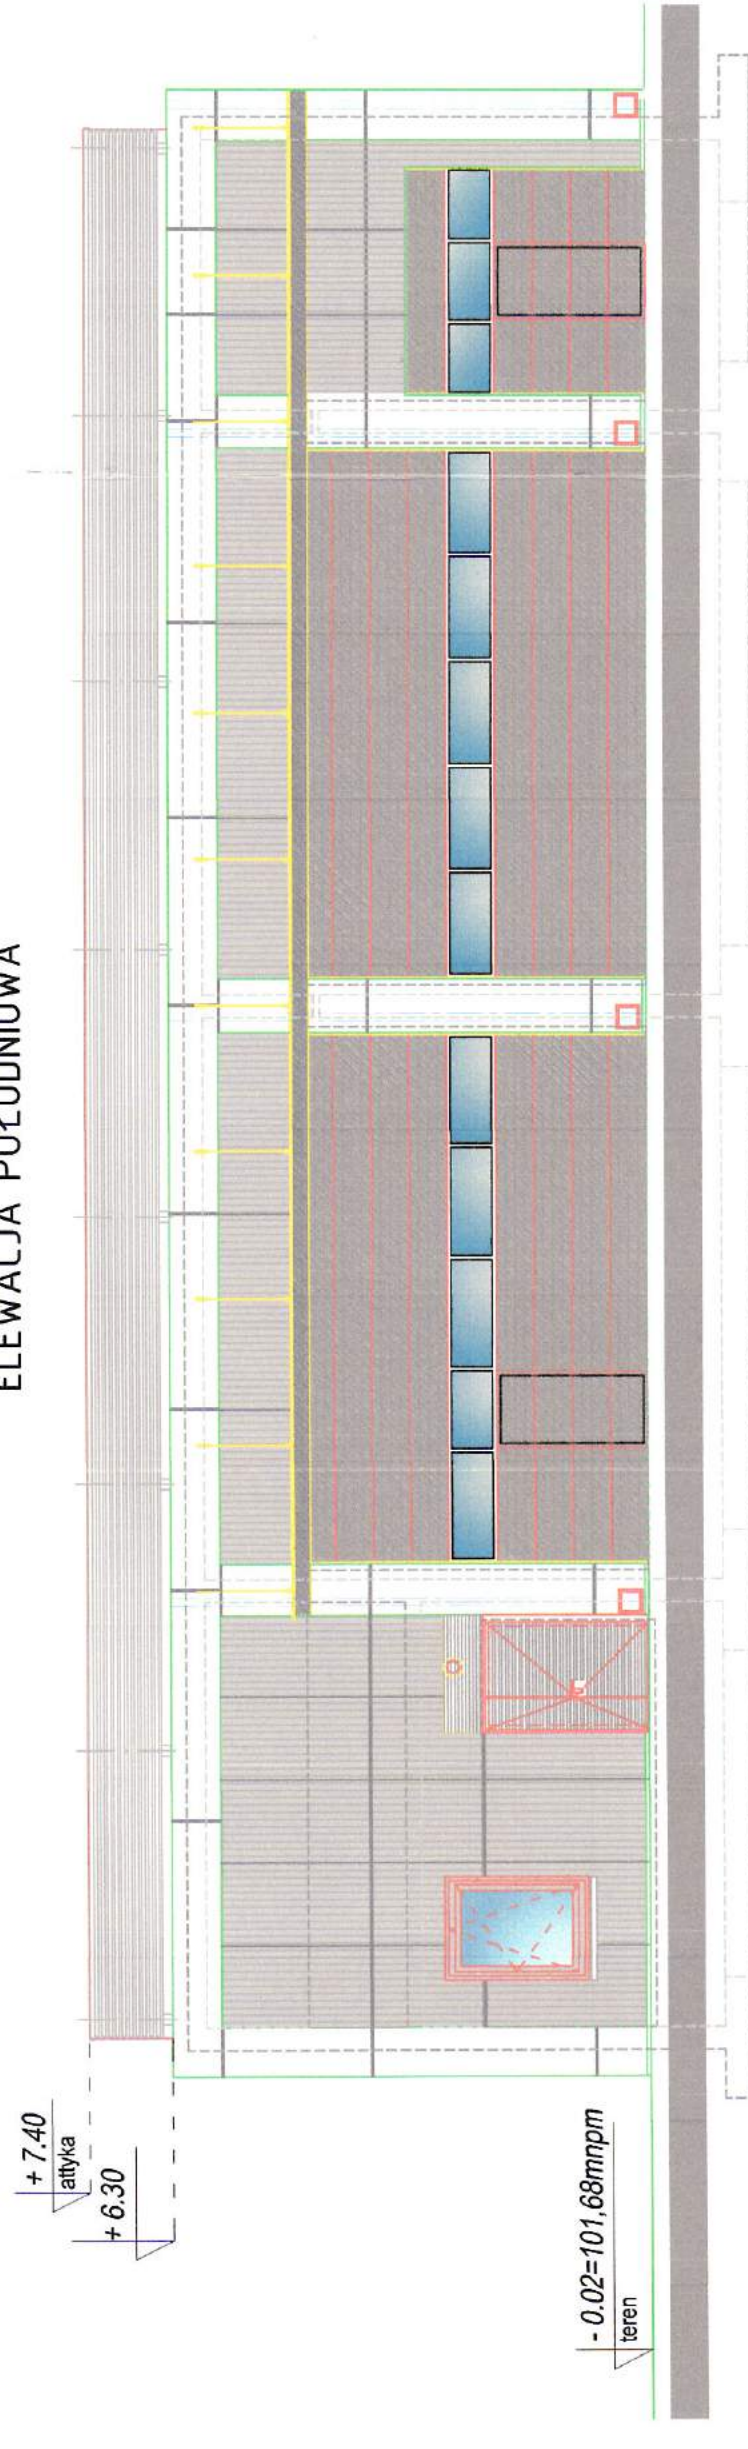 ELEWACJA POŁUDNIOWA
+ 7.40
attyka
+ 6.30
- 0.02=101,68mnpm
teren